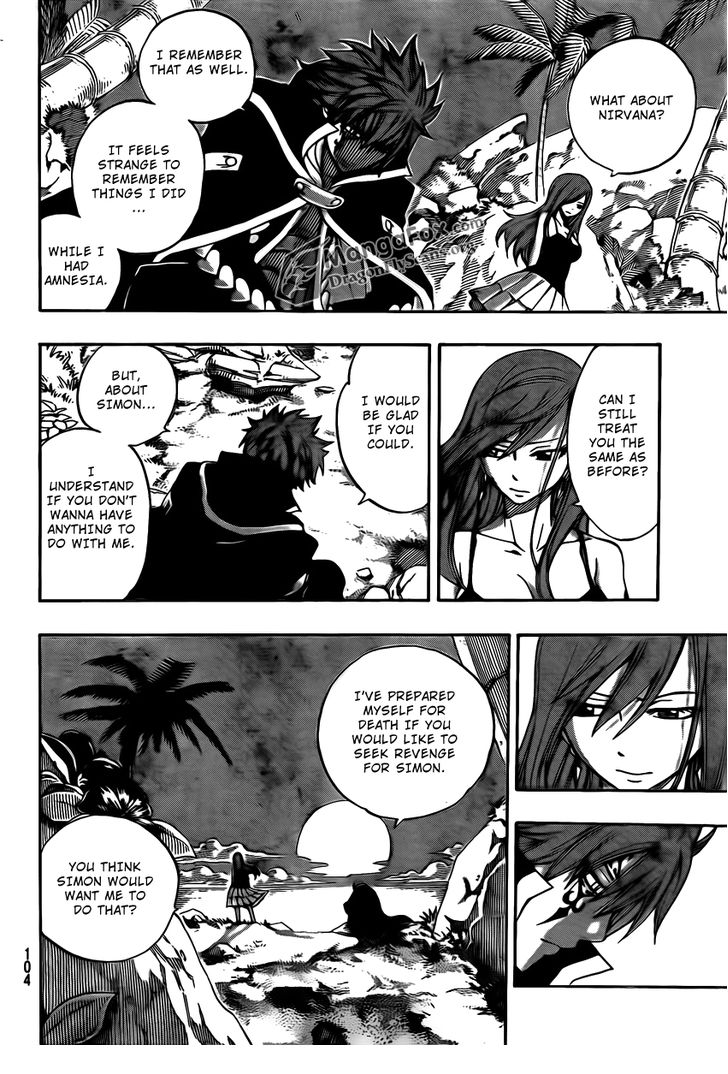 WHAT ABOUT
NIRVANA?
I REMEMBER
THAT AS WELL.
IT FEELS
STRANGE TO
REMEMBER
THINGS I DID
...
WHILE I
HAD
AMNESIA.
MangaFox.com
DragonFlyScans.org
CAN I
STILL
TREAT
YOU THE
SAME AS
BEFORE?
I WOULD
BE GLAD
IF YOU
COULD.
BUT,
ABOUT
SIMON...
I
UNDERSTAND
IF YOU DON'T
WANNA HAVE
ANYTHING TO
DO WITH ME.
I'VE PREPARED
MYSELF FOR
DEATH IF YOU
WOULD LIKE TO
SEEK REVENGE
FOR SIMON.
YOU THINK
SIMON WOULD
WANT ME TO
DO THAT?
104